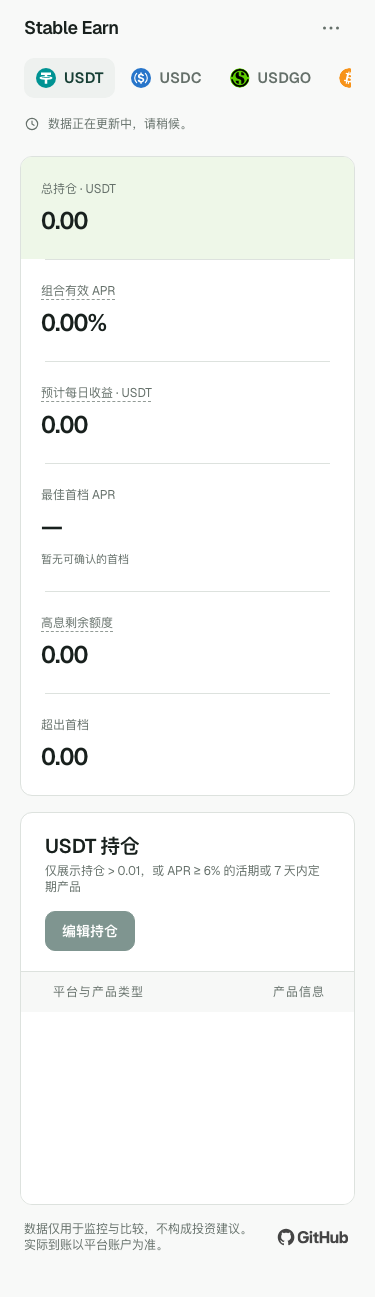 Stable Earn
USDT
USDC
USDGO
数据正在更新中，请稍候。
总持仓 · USDT
0.00
组合有效 APR
0.00%
预计每日收益 · USDT
0.00
最佳首档 APR
—
暂无可确认的首档
高息剩余额度
0.00
超出首档
0.00
USDT 持仓
仅展示持仓 > 0.01，或 APR ≥ 6% 的活期或 7 天内定
期产品
编辑持仓
平台与产品类型
产品信息
数据仅用于监控与比较，不构成投资建议。
实际到账以平台账户为准。
GitHub